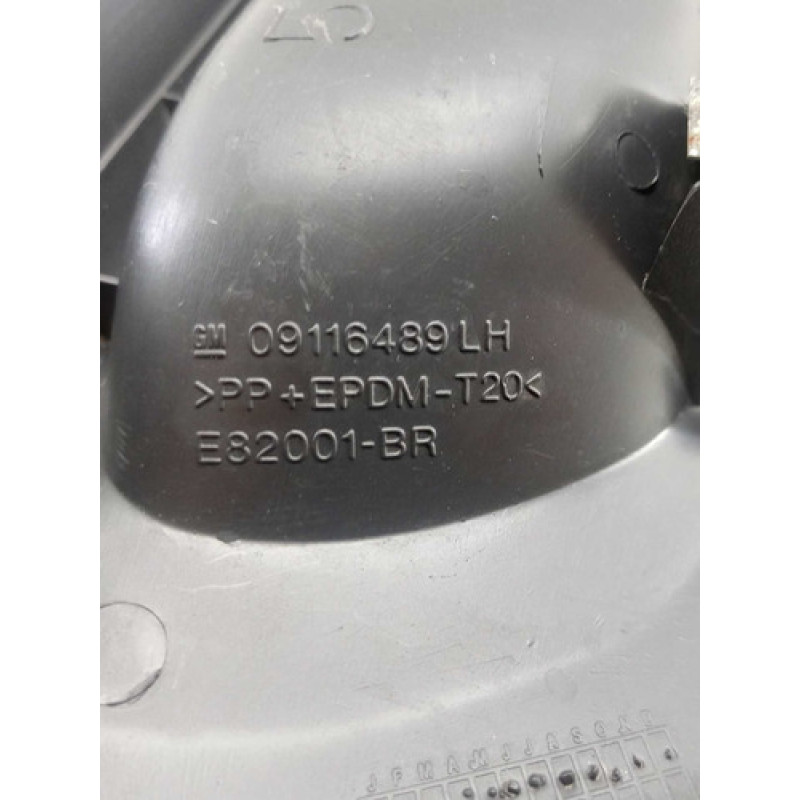 GM 09116489 LH
>PP+EPDM-T20<
E82001-BR
J F M A M J J A S O N D